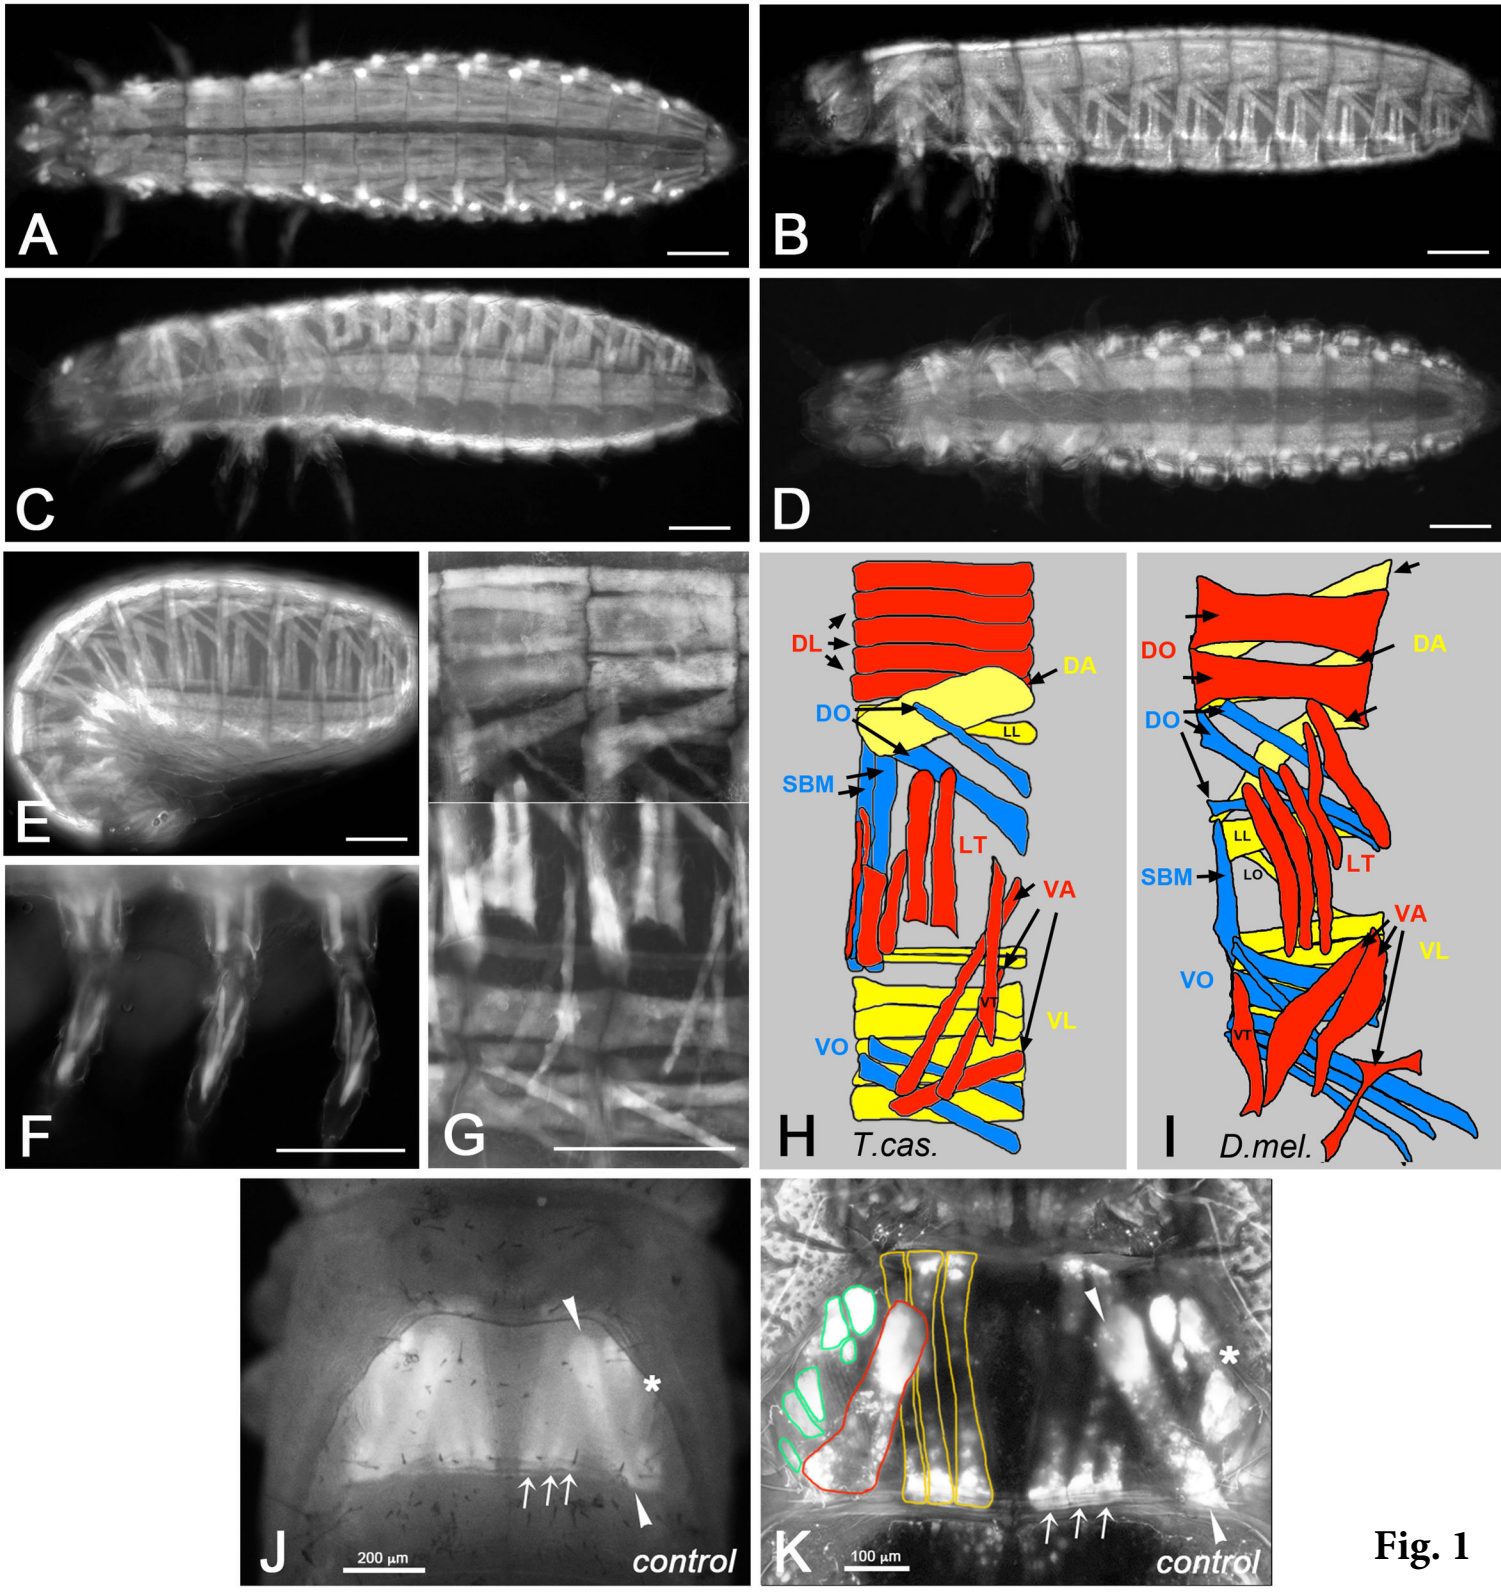 A
B
C
D
E
F
G
DL
DA
DO
LL
SBM
LT
VA
VT
VL
VO
H
T.cas.
DO
DA
DO
LL
LO
SBM
LT
VA
VL
VO
VT
I
D.mel.
J
200 µm
control
*
K
100 µm
control
*
Fig. 1